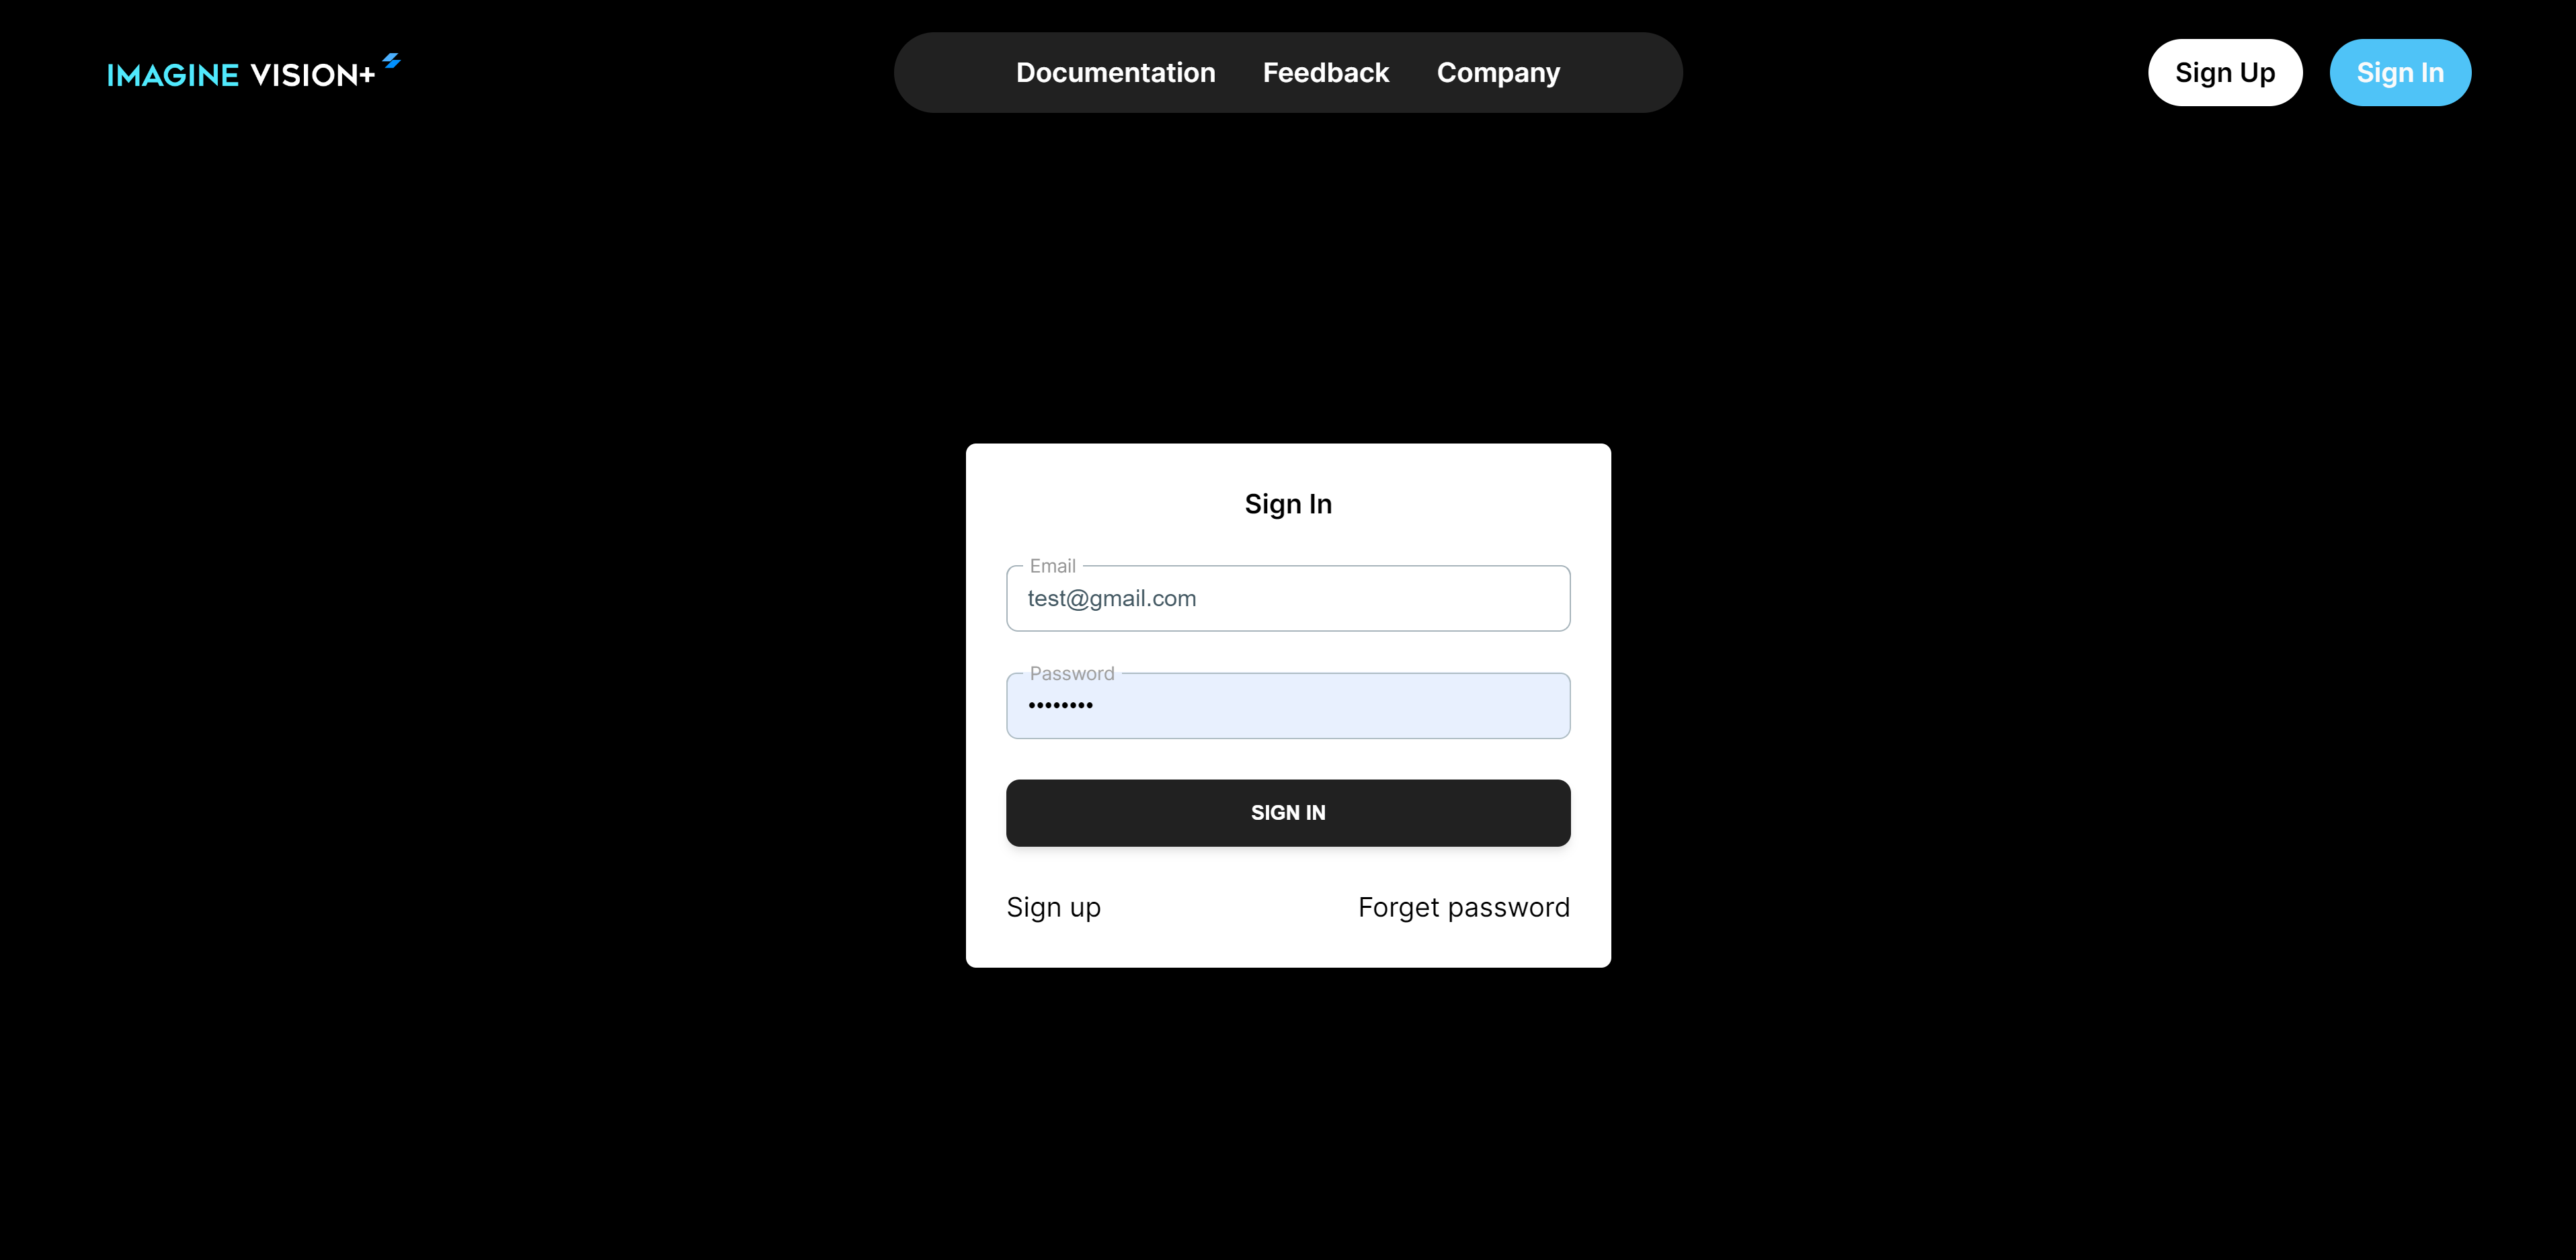 IMAGINE VISION+
Documentation Feedback Company
Sign Up Sign In
Sign In
Email
test@gmail.com
Password
••••••••
SIGN IN
Sign up Forget password